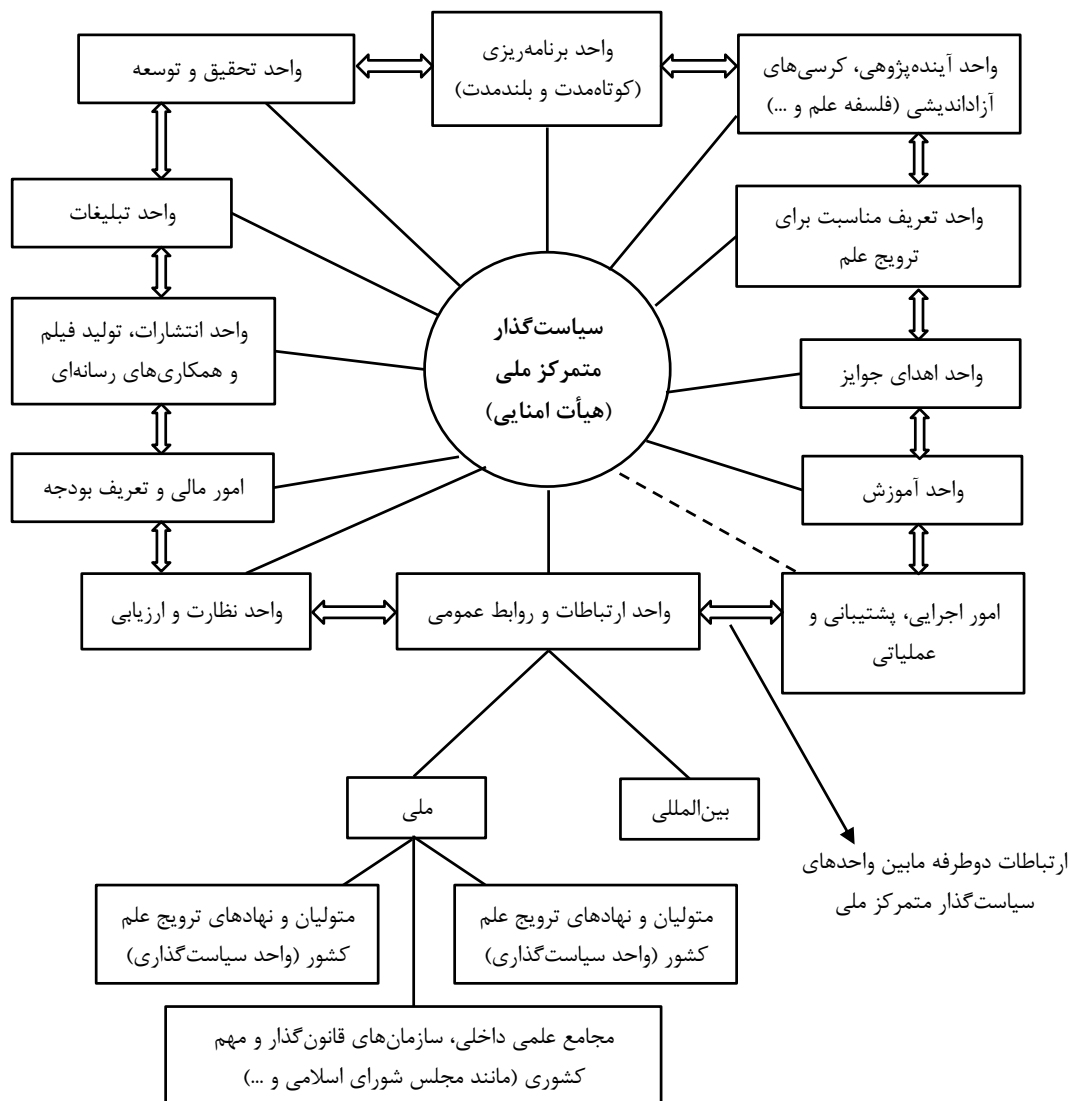 واحد برنامه‌ریزی
(کوتاه‌مدت و بلندمدت)
واحد آینده‌پژوهی، کرسی‌های
آزاداندیشی (فلسفه علم و ...)
واحد تحقیق و توسعه
واحد تعریف مناسبت برای
ترویج علم
واحد تبلیغات
سیاست‌گذار
متمرکز ملی
(هیأت امنایی)
واحد اهدای جوایز
واحد انتشارات، تولید فیلم
و همکاری‌های رسانه‌ای
واحد آموزش
امور مالی و تعریف بودجه
امور اجرایی، پشتیبانی و
عملیاتی
واحد ارتباطات و روابط عمومی
واحد نظارت و ارزیابی
بین‌المللی
ملی
ارتباطات دوطرفه مابین واحدهای
سیاست‌گذار متمرکز ملی
متولیان و نهادهای ترویج علم
کشور (واحد سیاست‌گذاری)
متولیان و نهادهای ترویج علم
کشور (واحد سیاست‌گذاری)
مجامع علمی داخلی، سازمان‌های قانون‌گذار و مهم
کشوری (مانند مجلس شورای اسلامی و ...)